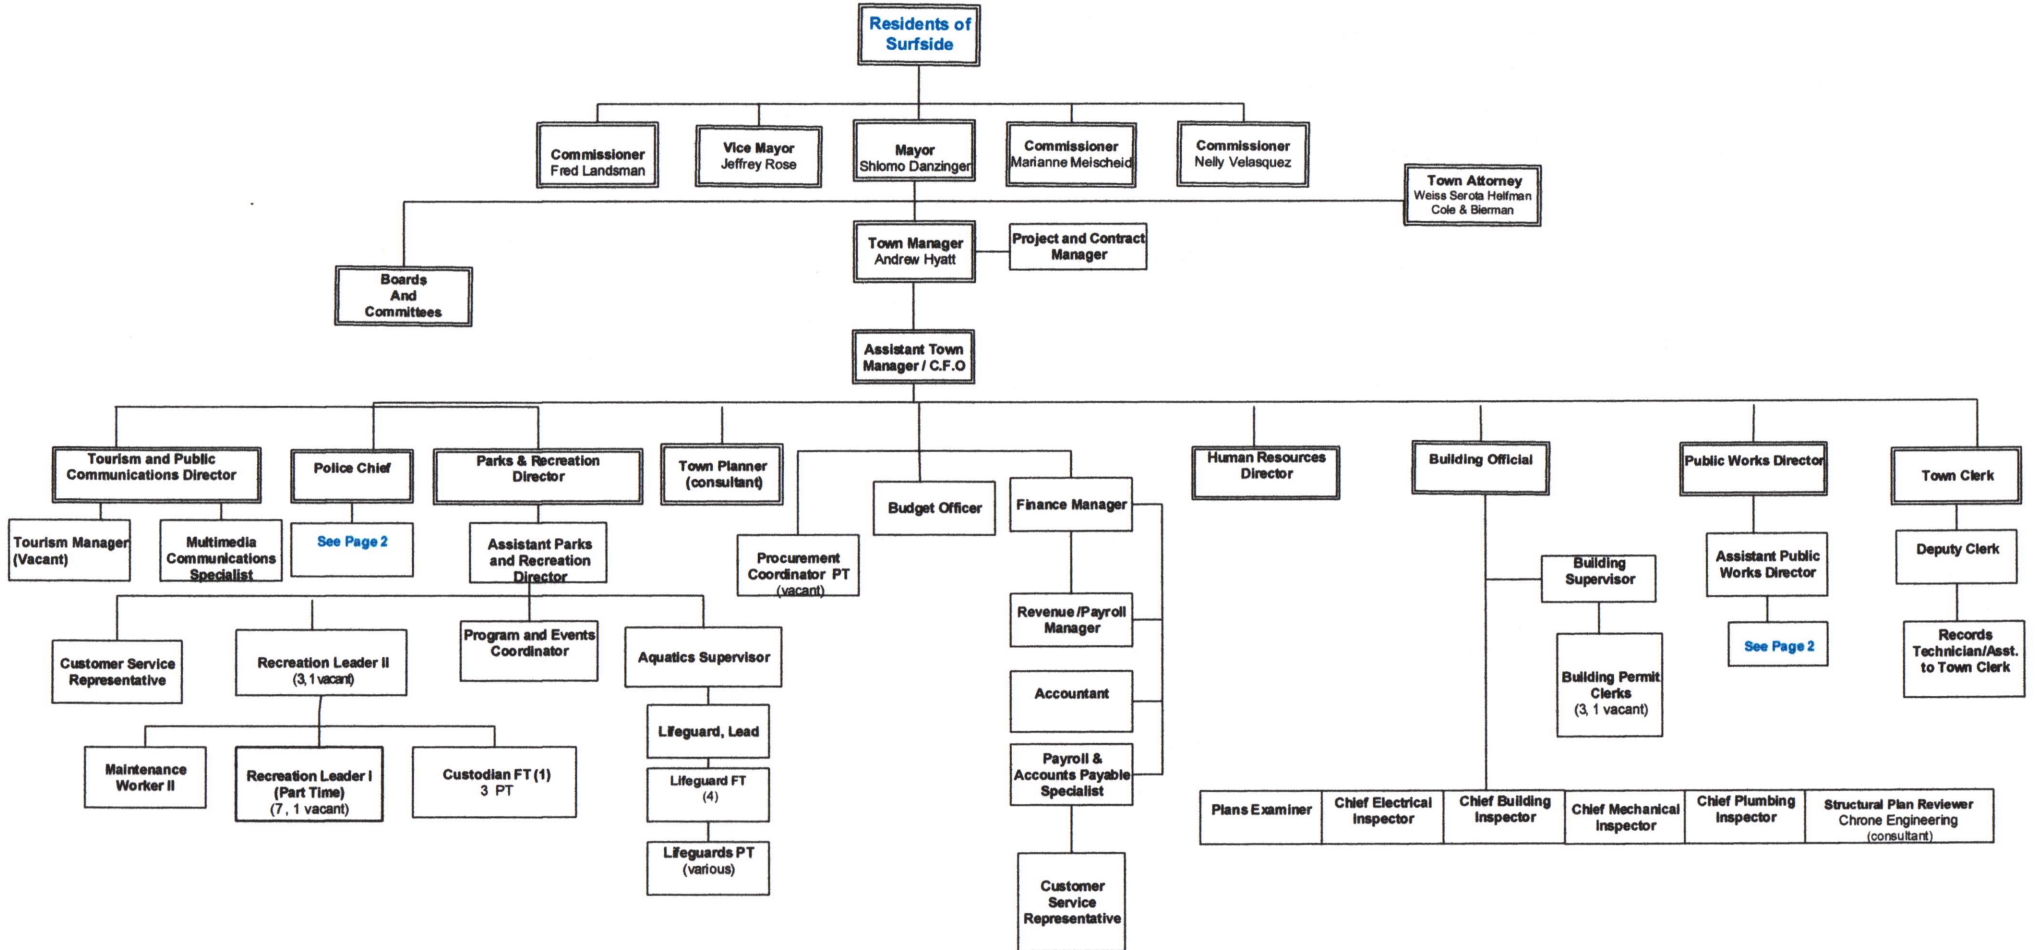 Residents of
Surfside
Commissioner
Fred Landsman
Vice Mayor
Jeffrey Rose
Mayor
Shlomo Danzinger
Commissioner
Marianne Meischeid
Commissioner
Nelly Velasquez
Town Attorney
Weiss Serota Helfman
Cole & Bierman
Town Manager
Andrew Hyatt
Project and Contract
Manager
Boards
And
Committees
Assistant Town
Manager / C.F.O
Tourism and Public
Communications Director
Police Chief
Parks & Recreation
Director
Town Planner
(consultant)
Human Resources
Director
Building Official
Public Works Director
Town Clerk
Budget Officer
Finance Manager
Tourism Manager
(Vacant)
Multimedia
Communications
Specialist
See Page 2
Assistant Parks
and Recreation
Director
Procurement
Coordinator PT
(vacant)
Building
Supervisor
Assistant Public
Works Director
Deputy Clerk
Customer Service
Representative
Recreation Leader II
(3, 1 vacant)
Program and Events
Coordinator
Aquatics Supervisor
Revenue /Payroll
Manager
Building Permit
Clerks
(3, 1 vacant)
See Page 2
Records
Technician/Asst.
to Town Clerk
Accountant
Lifeguard, Lead
Maintenance
Worker II
Recreation Leader I
(Part Time)
(7 , 1 vacant)
Custodian FT (1)
3 PT
Lifeguard FT
(4)
Payroll &
Accounts Payable
Specialist
Lifeguards PT
(various)
Plans Examiner
Chief Electrical
Inspector
Chief Building
Inspector
Chief Mechanical
Inspector
Chief Plumbing
Inspector
Structural Plan Reviewer
Chrone Engineering
(consultant)
Customer
Service
Representative